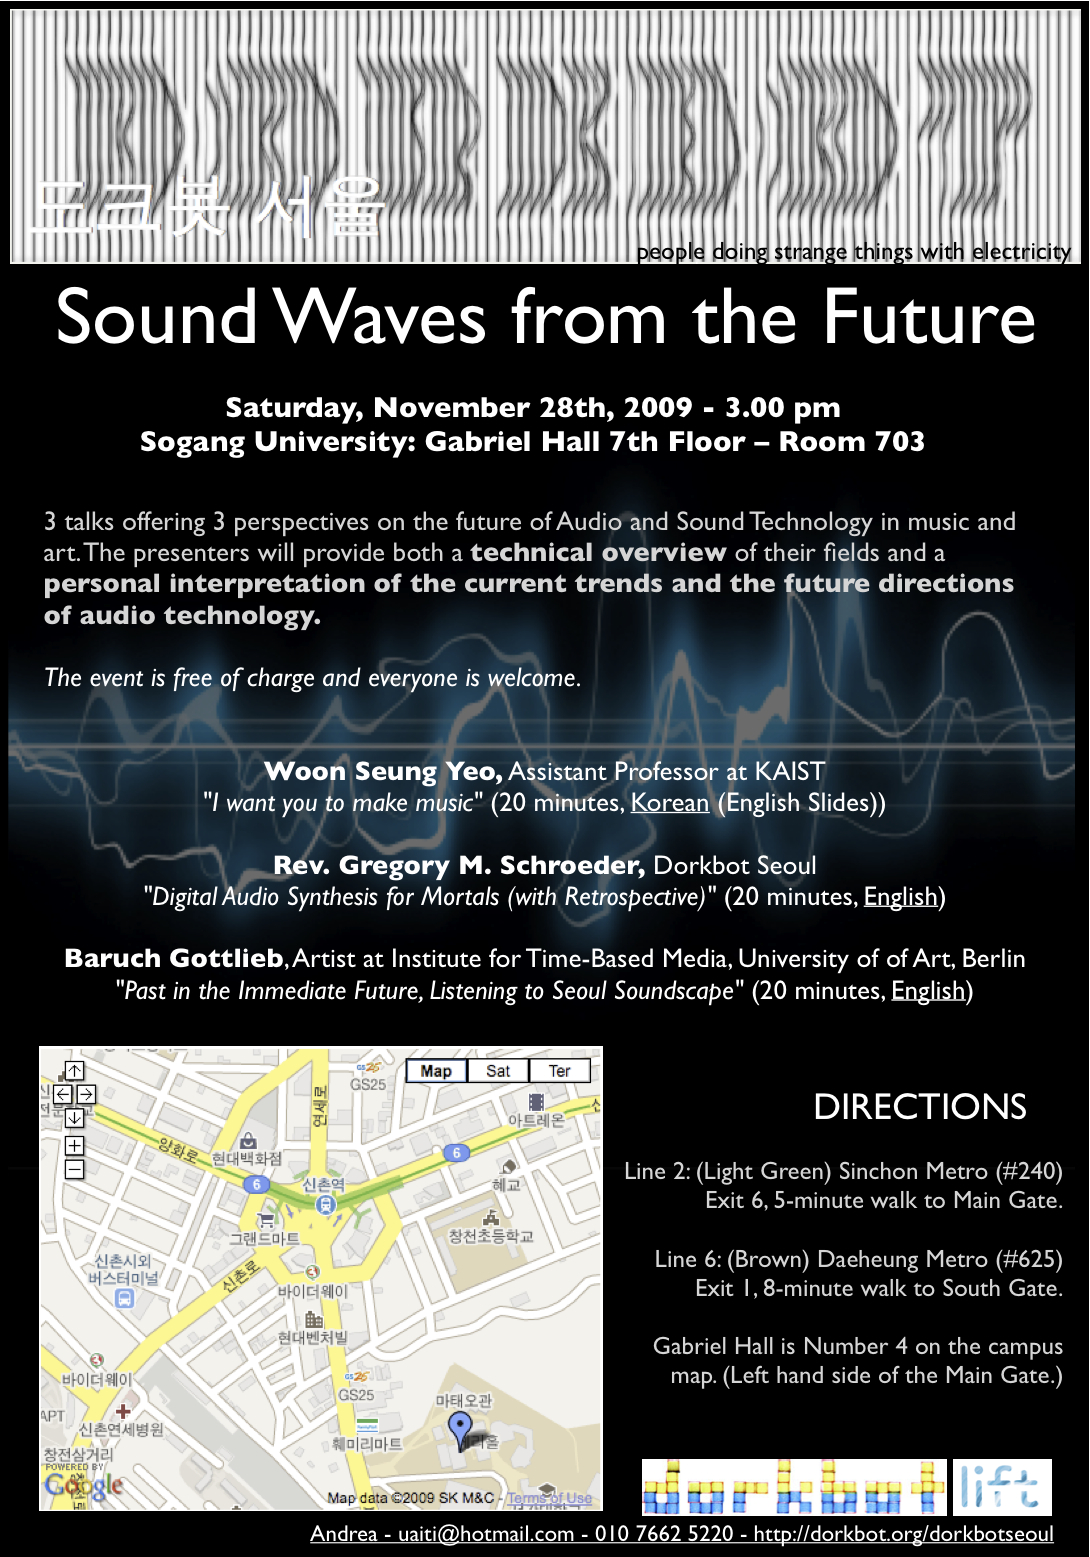 DORKBOT
도크봇 서울
people doing strange things with electricity
Sound Waves from the Future
Saturday, November 28th, 2009 - 3.00 pm
Sogang University: Gabriel Hall 7th Floor – Room 703
3 talks offering 3 perspectives on the future of Audio and Sound Technology in music and
art. The presenters will provide both a technical overview of their fields and a
personal interpretation of the current trends and the future directions
of audio technology.
The event is free of charge and everyone is welcome.
Woon Seung Yeo, Assistant Professor at KAIST
"I want you to make music" (20 minutes, Korean (English Slides))
Rev. Gregory M. Schroeder, Dorkbot Seoul
"Digital Audio Synthesis for Mortals (with Retrospective)" (20 minutes, English)
Baruch Gottlieb, Artist at Institute for Time-Based Media, University of of Art, Berlin
"Past in the Immediate Future, Listening to Seoul Soundscape" (20 minutes, English)
Map Sat Ter
GS25
연세로
아트레온
양화로
현대백화점
6
6
신촌역
혜교
그랜드마트
창천초등학교
신촌시외
버스터미널
신촌로
바이더웨이
현대벤처빌
바이더웨이
GS25
마태오관
APT
신촌연세병원
훼미리마트
창전삼거리
POWERED BY
Google
Map data ©2009 SK M&C - Terms of Use
DIRECTIONS
Line 2: (Light Green) Sinchon Metro (#240)
Exit 6, 5-minute walk to Main Gate.
Line 6: (Brown) Daeheung Metro (#625)
Exit 1, 8-minute walk to South Gate.
Gabriel Hall is Number 4 on the campus
map. (Left hand side of the Main Gate.)
dorkbot
lift
Andrea - uaiti@hotmail.com - 010 7662 5220 - http://dorkbot.org/dorkbotseoul